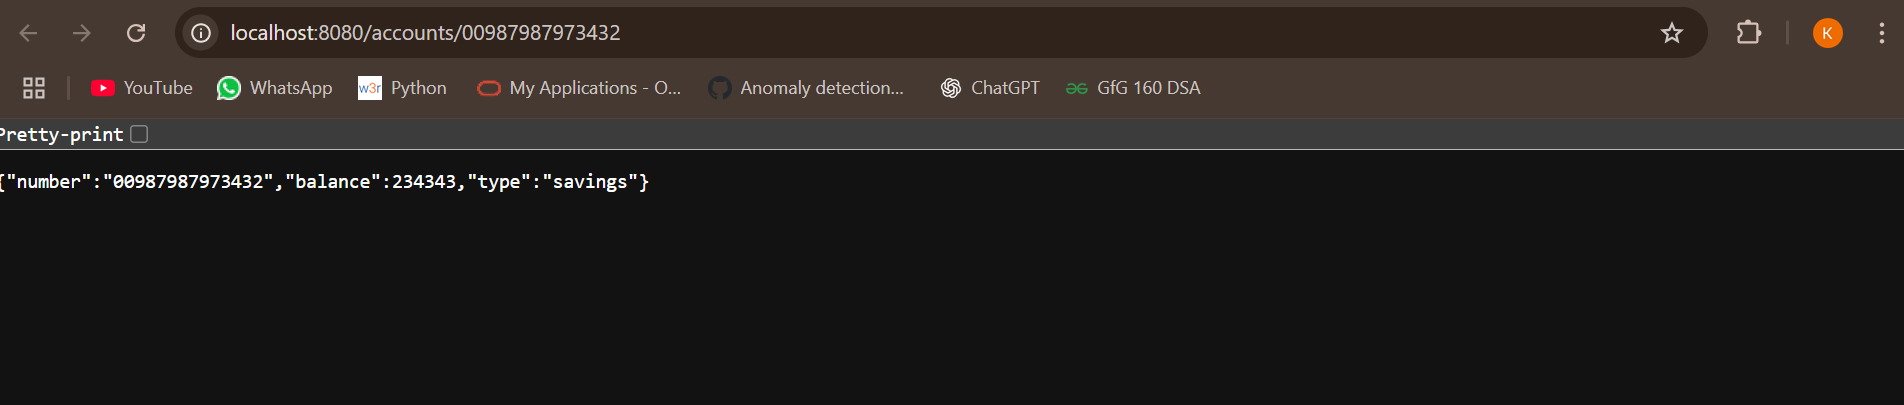 localhost:8080/accounts/00987987973432
K
YouTube WhatsApp w3r Python My Applications - O... Anomaly detection... ChatGPT GfG 160 DSA
Pretty-print
{"number":"00987987973432","balance":234343,"type":"savings"}